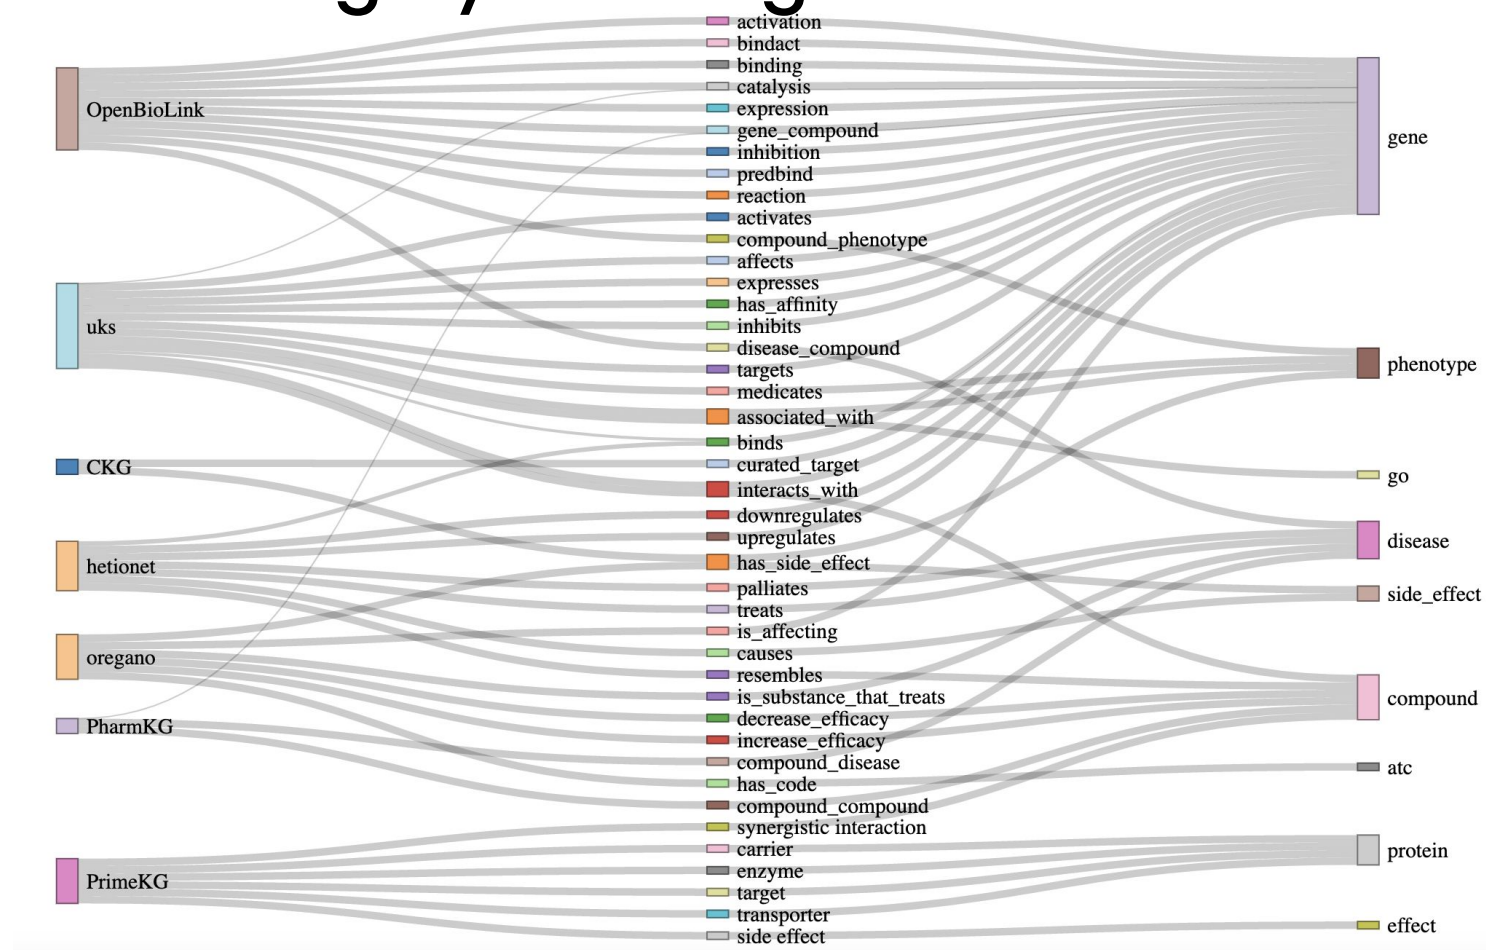 OpenBioLink
uks
CKG
hetionet
oregano
PharmKG
PrimeKG
activation
bindact
binding
catalysis
expression
gene_compound
inhibition
predbind
reaction
activates
compound_phenotype
affects
expresses
has_affinity
inhibits
disease_compound
targets
medicates
associated_with
binds
curated_target
interacts_with
downregulates
upregulates
has_side_effect
palliates
treats
is_affecting
causes
resembles
is_substance_that_treats
decrease_efficacy
increase_efficacy
compound_disease
has_code
compound_compound
synergistic interaction
carrier
enzyme
target
transporter
side effect
gene
phenotype
go
disease
side_effect
compound
atc
protein
effect